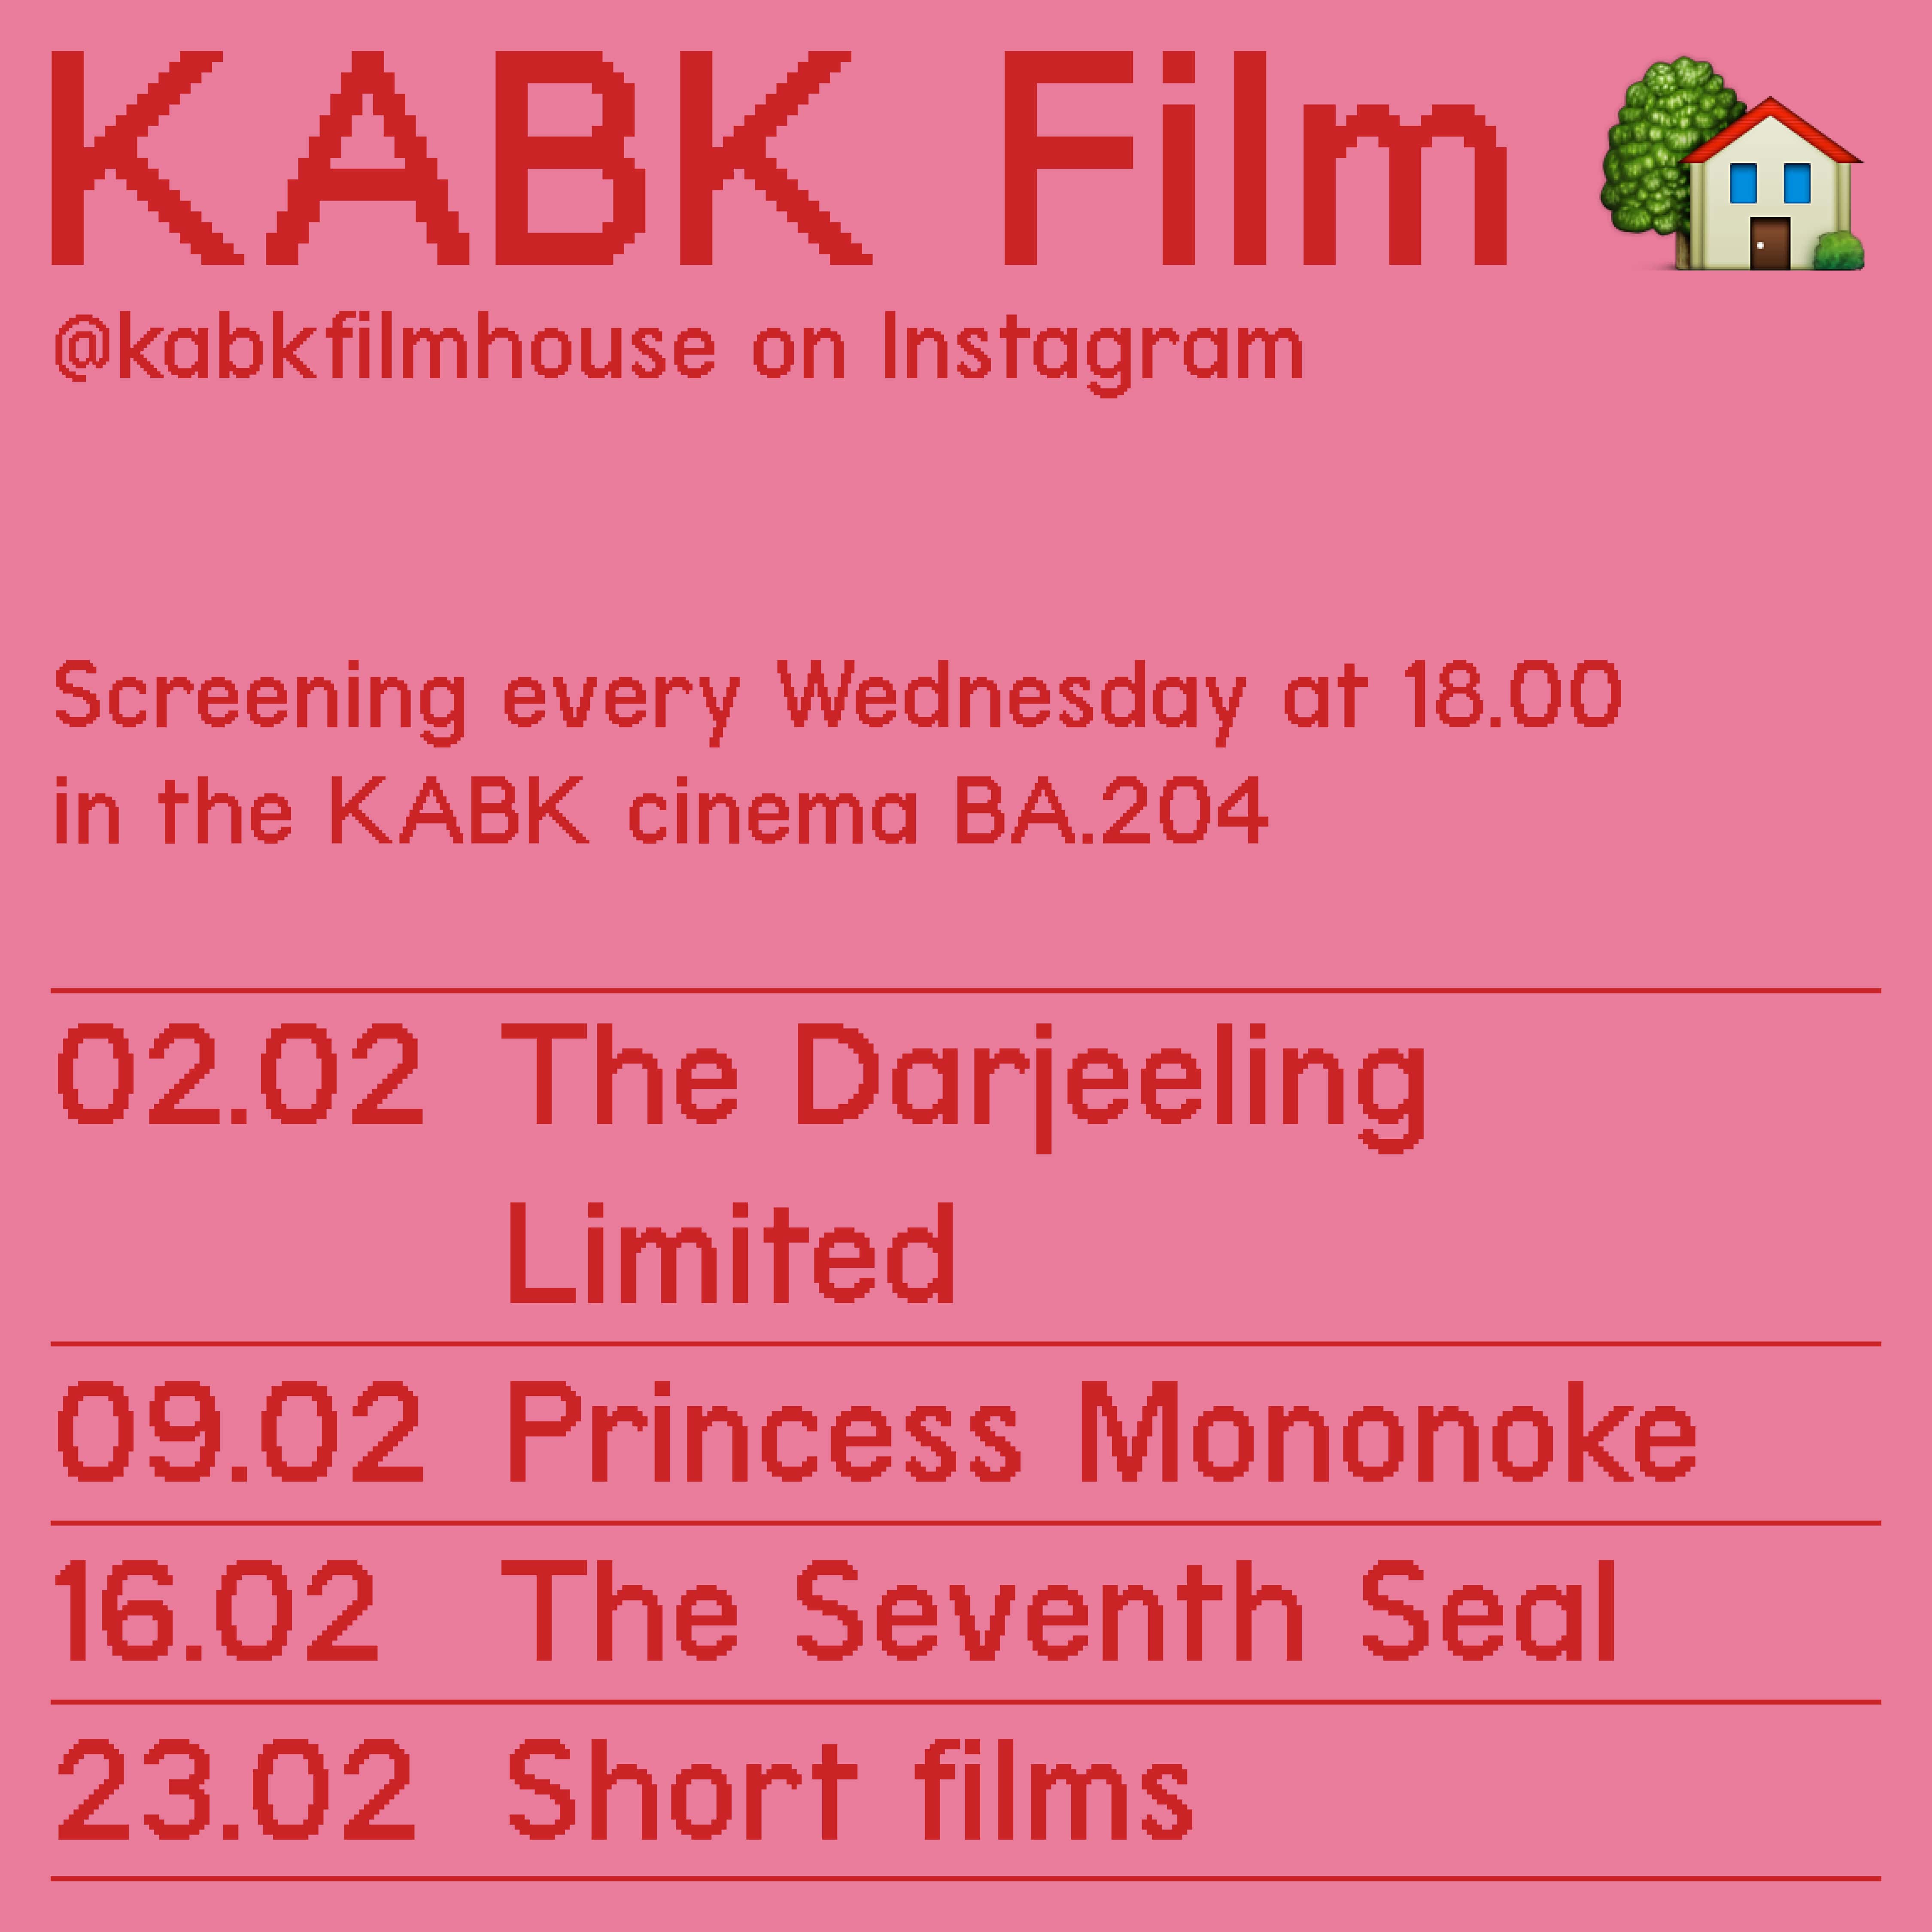 KABK Film 🏡
@kabkfilmhouse on Instagram
Screening every Wednesday at 18.00
in the KABK cinema BA.204
02.02 The Darjeeling
Limited
09.02 Princess Mononoke
16.02 The Seventh Seal
23.02 Short films